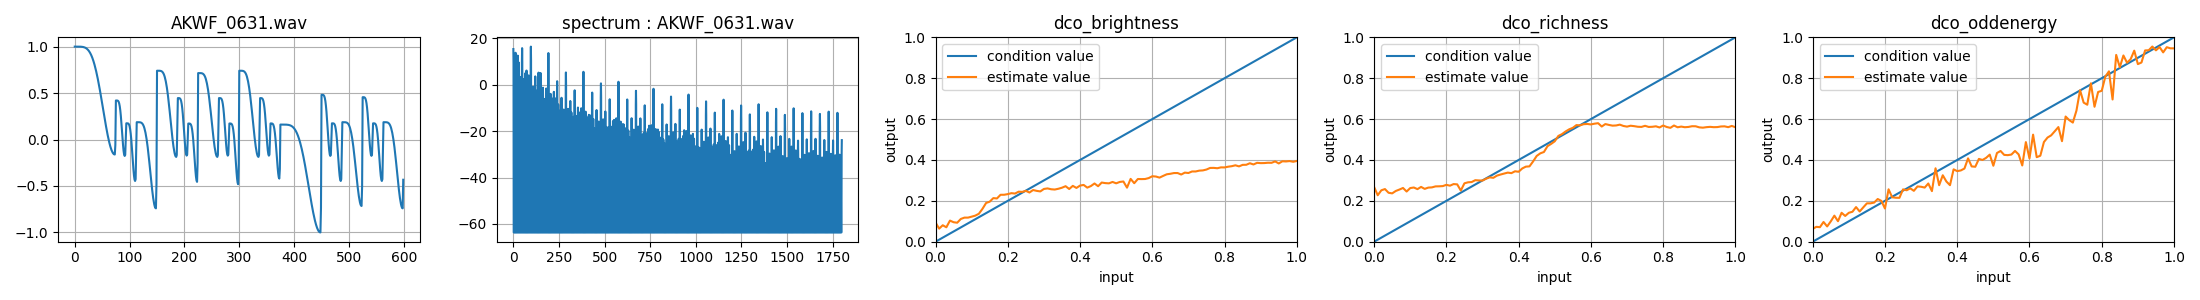 AKWF_0631.wav
1.0
0.5
0.0
−0.5
−1.0
0 100 200 300 400 500 600
spectrum : AKWF_0631.wav
20
0
−20
−40
−60
0 250 500 750 1000 1250 1500 1750
dco_brightness
condition value
estimate value
output
1.0
0.8
0.6
0.4
0.2
0.0
0.0 0.2 0.4 0.6 0.8 1.0
input
dco_richness
condition value
estimate value
output
1.0
0.8
0.6
0.4
0.2
0.0
0.0 0.2 0.4 0.6 0.8 1.0
input
dco_oddenergy
condition value
estimate value
output
1.0
0.8
0.6
0.4
0.2
0.0
0.0 0.2 0.4 0.6 0.8 1.0
input